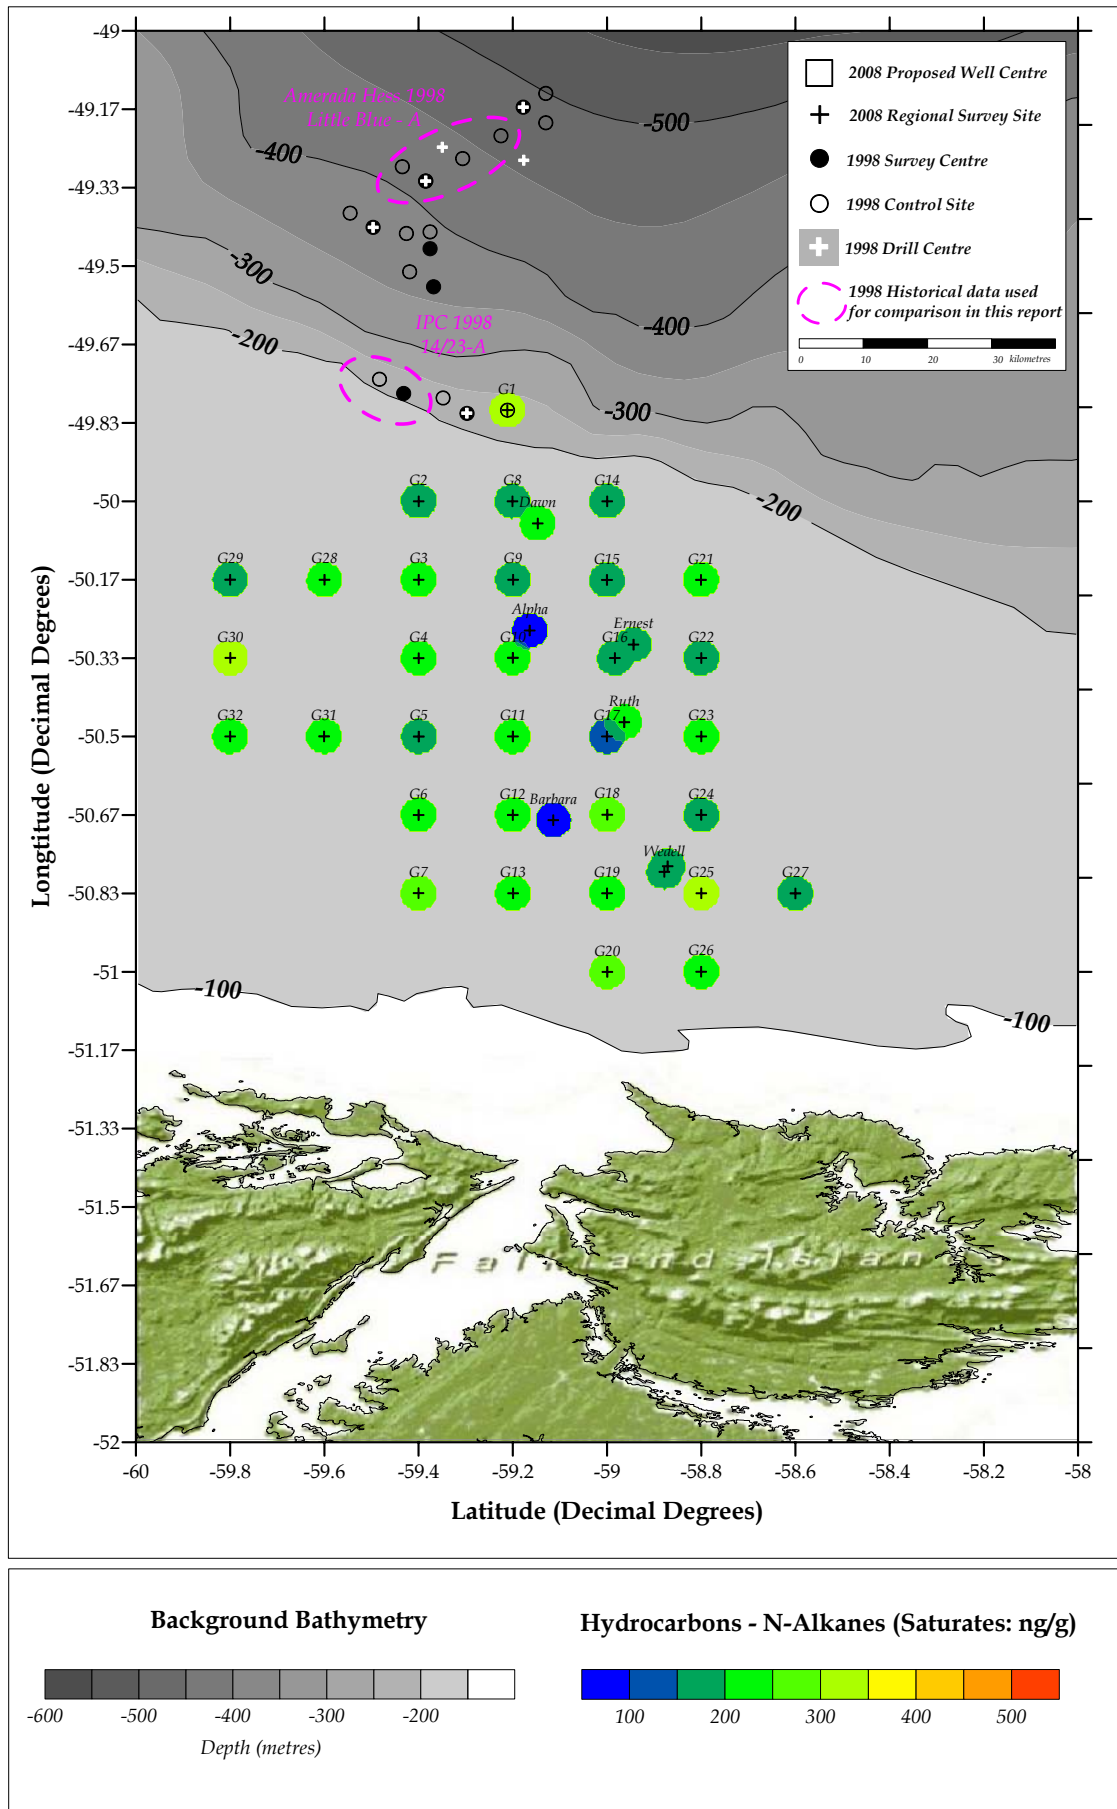 -49
-49.17
-49.33
-49.5
-49.67
-49.83
-50
-50.17
-50.33
-50.5
-50.67
-50.83
-51
-51.17
-51.33
-51.5
-51.67
-51.83
-52
Longtitude (Decimal Degrees)
Amerada Hess 1998
Little Blue - A
-500
-400
-300
-200
IPC 1998
14/23-A
-400
-300
-200
2008 Proposed Well Centre
2008 Regional Survey Site
1998 Survey Centre
1998 Control Site
1998 Drill Centre
1998 Historical data used
for comparison in this report
0 10 20 30 kilometres
G1
G2 G8 G14
Dawn
G29 G28 G3 G9 G15 G21
Alpha
Ernest
G30 G4 G10 G16 G22
Ruth
G32 G31 G5 G11 G17 G23
G6 G12 Barbara G18 G24
Wedell
G7 G13 G19 G25 G27
G20 G26
-100
-100
Falkland Islands
-60 -59.8 -59.6 -59.4 -59.2 -59 -58.8 -58.6 -58.4 -58.2 -58
Latitude (Decimal Degrees)
Background Bathymetry
-600 -500 -400 -300 -200
Depth (metres)
Hydrocarbons - N-Alkanes (Saturates: ng/g)
100 200 300 400 500